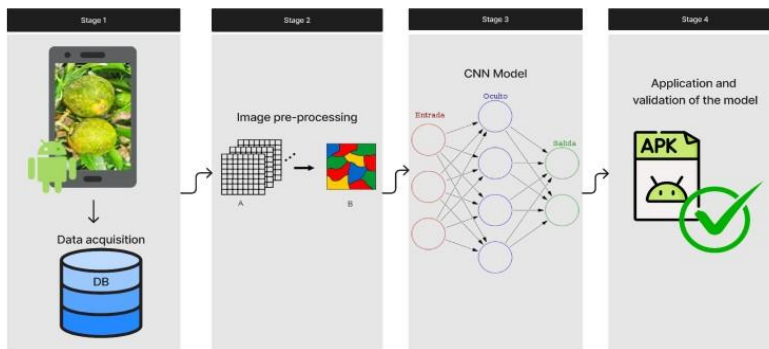 Stage 1
Data acquisition
DB
Stage 2
Image pre-processing
A
B
Stage 3
CNN Model
Entrada
Oculto
Salida
Stage 4
Application and
validation of the model
APK